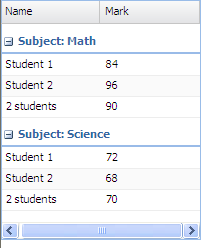 Name Mark
Subject: Math
Student 1 84
Student 2 96
2 students 90
Subject: Science
Student 1 72
Student 2 68
2 students 70